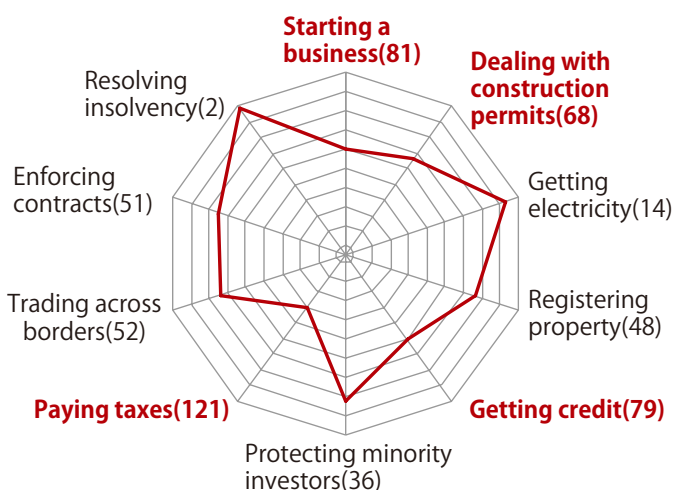 Starting a
business(81)
Dealing with
construction
permits(68)
Getting
electricity(14)
Registering
property(48)
Getting credit(79)
Protecting minority
investors(36)
Paying taxes(121)
Trading across
borders(52)
Enforcing
contracts(51)
Resolving
insolvency(2)